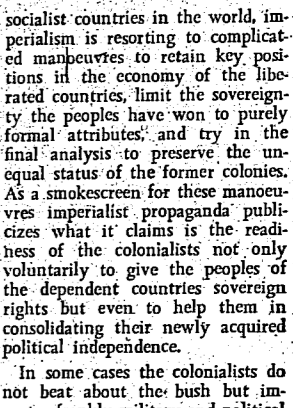 socialist countries in the world, im-
perialism is resorting to complicat-
ed manoeuvres to retain key posi-
tions in the economy of the libe-
rated countries, limit the sovereign-
ty the peoples have won to purely
formal attributes, and try in the
final analysis to preserve the un-
equal status of the former colonies.
As a smokescreen for these manoeu-
vres imperialist propaganda publi-
cizes what it claims is the readi-
ness of the colonialists not only
voluntarily to give the peoples of
the dependent countries sovereign
rights but even to help them in
consolidating their newly acquired
political independence.
In some cases the colonialists do
not beat about the bush but im-